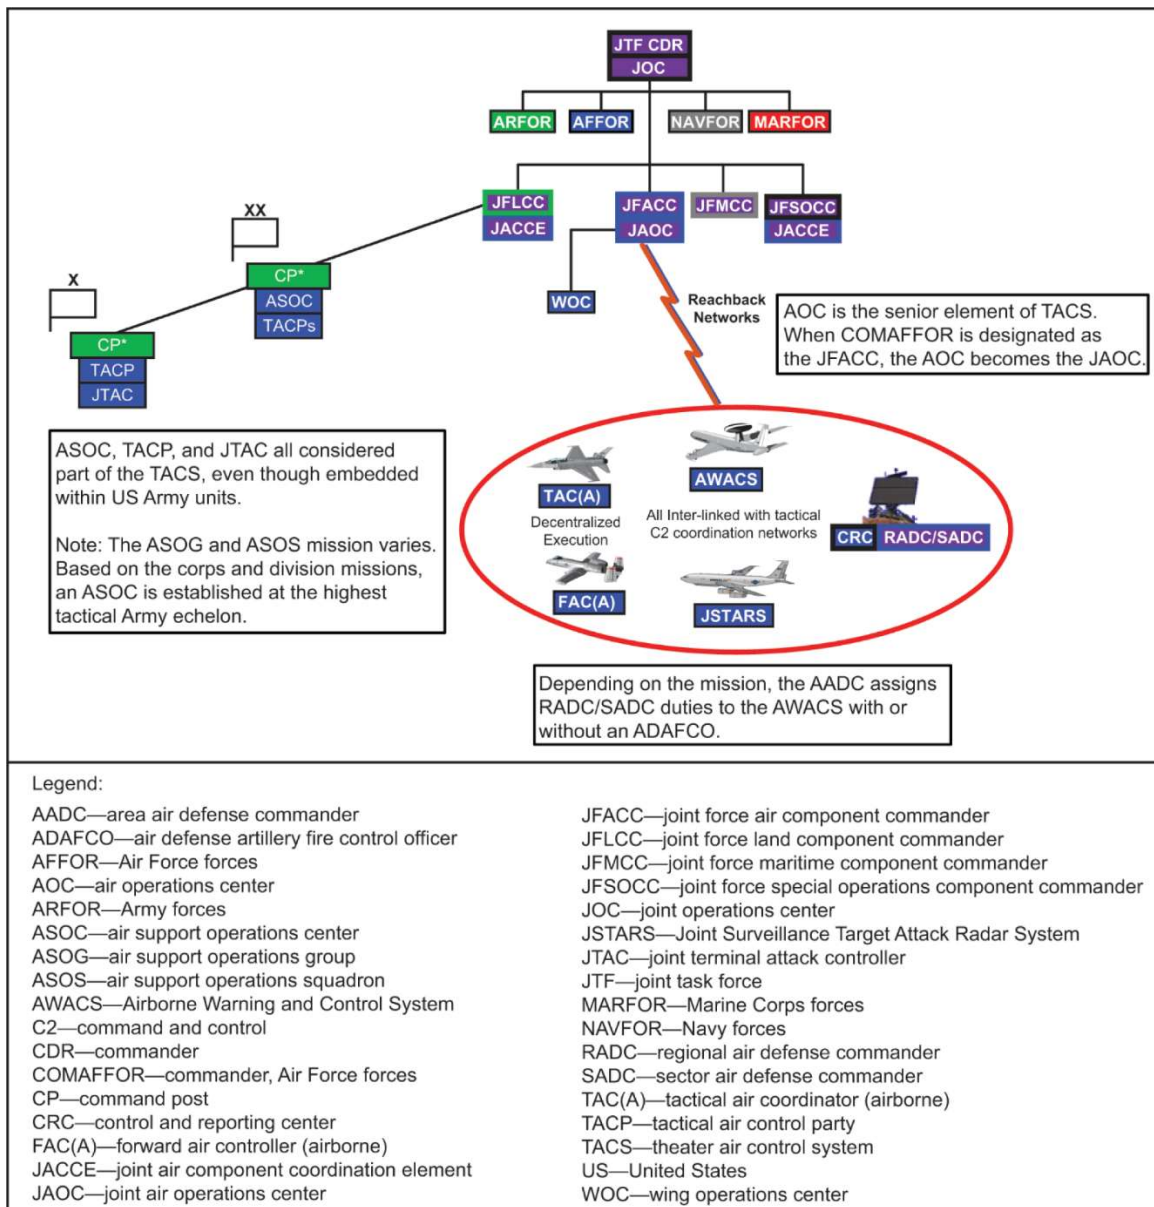 JTF CDR
JOC
ARFOR
AFFOR
NAVFOR
MARFOR
JFLCC
JACCE
JFACC
JAOC
JFMCC
JFSOCC
JACCE
XX
CP*
ASOC
TACPs
X
CP*
TACP
JTAC
WOC
Reachback
Networks
AOC is the senior element of TACS.
When COMAFFOR is designated as
the JFACC, the AOC becomes the JAOC.
ASOC, TACP, and JTAC all considered
part of the TACS, even though embedded
within US Army units.
Note: The ASOG and ASOS mission varies.
Based on the corps and division missions,
an ASOC is established at the highest
tactical Army echelon.
TAC(A)
AWACS
Decentralized
Execution
All Inter-linked with tactical
C2 coordination networks
CRC
RADC/SADC
FAC(A)
JSTARS
Depending on the mission, the AADC assigns
RADC/SADC duties to the AWACS with or
without an ADAFCO.
Legend:
AADC—area air defense commander
ADAFCO—air defense artillery fire control officer
AFFOR—Air Force forces
AOC—air operations center
ARFOR—Army forces
ASOC—air support operations center
ASOG—air support operations group
ASOS—air support operations squadron
AWACS—Airborne Warning and Control System
C2—command and control
CDR—commander
COMAFFOR—commander, Air Force forces
CP—command post
CRC—control and reporting center
FAC(A)—forward air controller (airborne)
JACCE—joint air component coordination element
JAOC—joint air operations center
JFACC—joint force air component commander
JFLCC—joint force land component commander
JFMCC—joint force maritime component commander
JFSOCC—joint force special operations component commander
JOC—joint operations center
JSTARS—Joint Surveillance Target Attack Radar System
JTAC—joint terminal attack controller
JTF—joint task force
MARFOR—Marine Corps forces
NAVFOR—Navy forces
RADC—regional air defense commander
SADC—sector air defense commander
TAC(A)—tactical air coordinator (airborne)
TACP—tactical air control party
TACS—theater air control system
US—United States
WOC—wing operations center